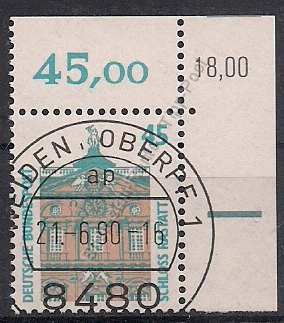 45,00
18,00
45
WEIDEN, OBERPF 1
ap
21.-6.90-16
8480
DEUTSCHE BUNDESPOST
SCHLOSS RASTATT